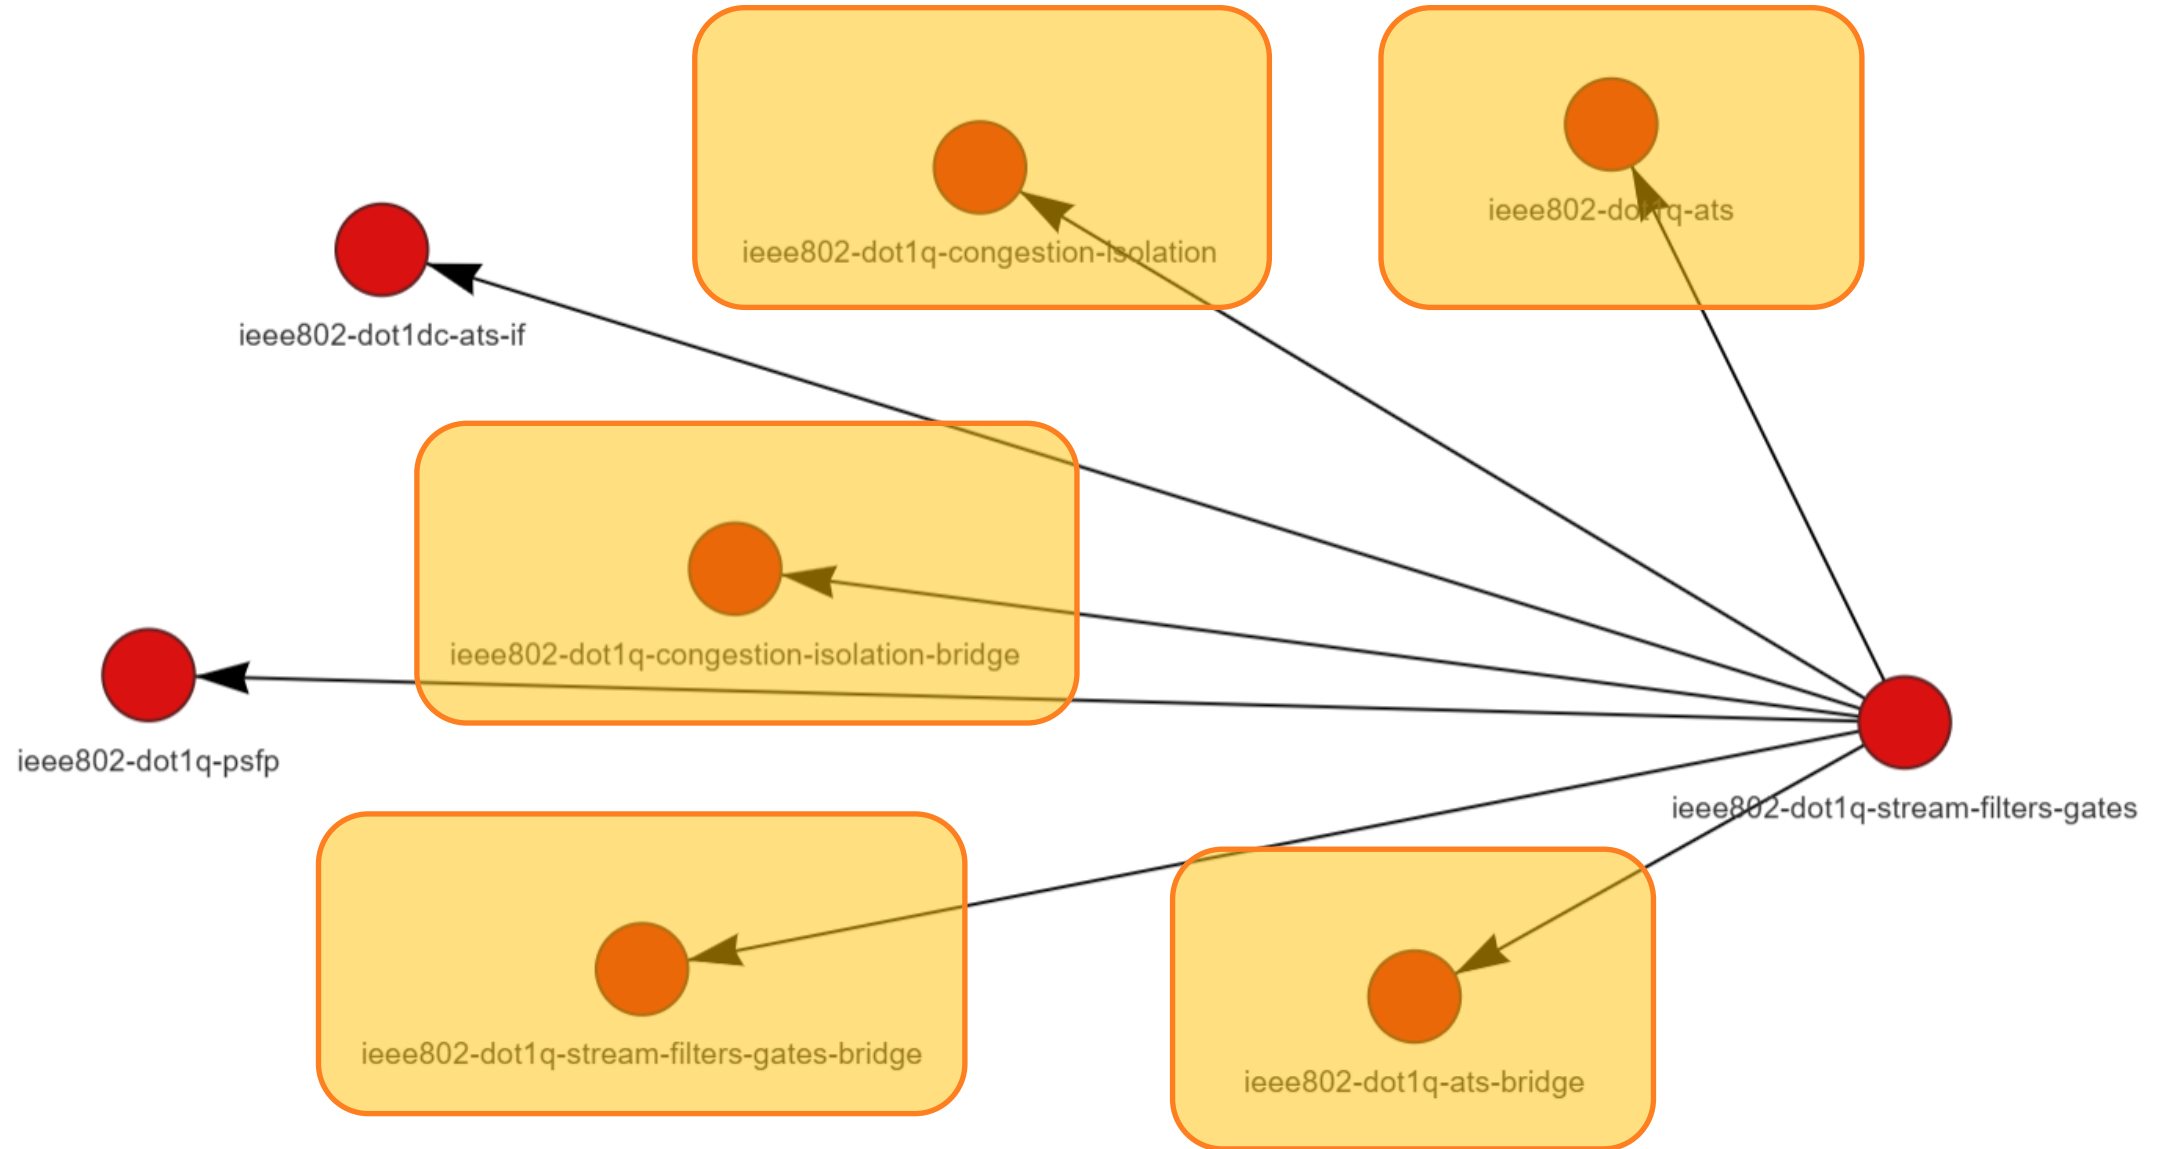 ieee802-dot1q-ats
ieee802-dot1q-congestion-isolation
ieee802-dot1dc-ats-if
ieee802-dot1q-congestion-isolation-bridge
ieee802-dot1q-psfp
ieee802-dot1q-stream-filters-gates
ieee802-dot1q-stream-filters-gates-bridge
ieee802-dot1q-ats-bridge